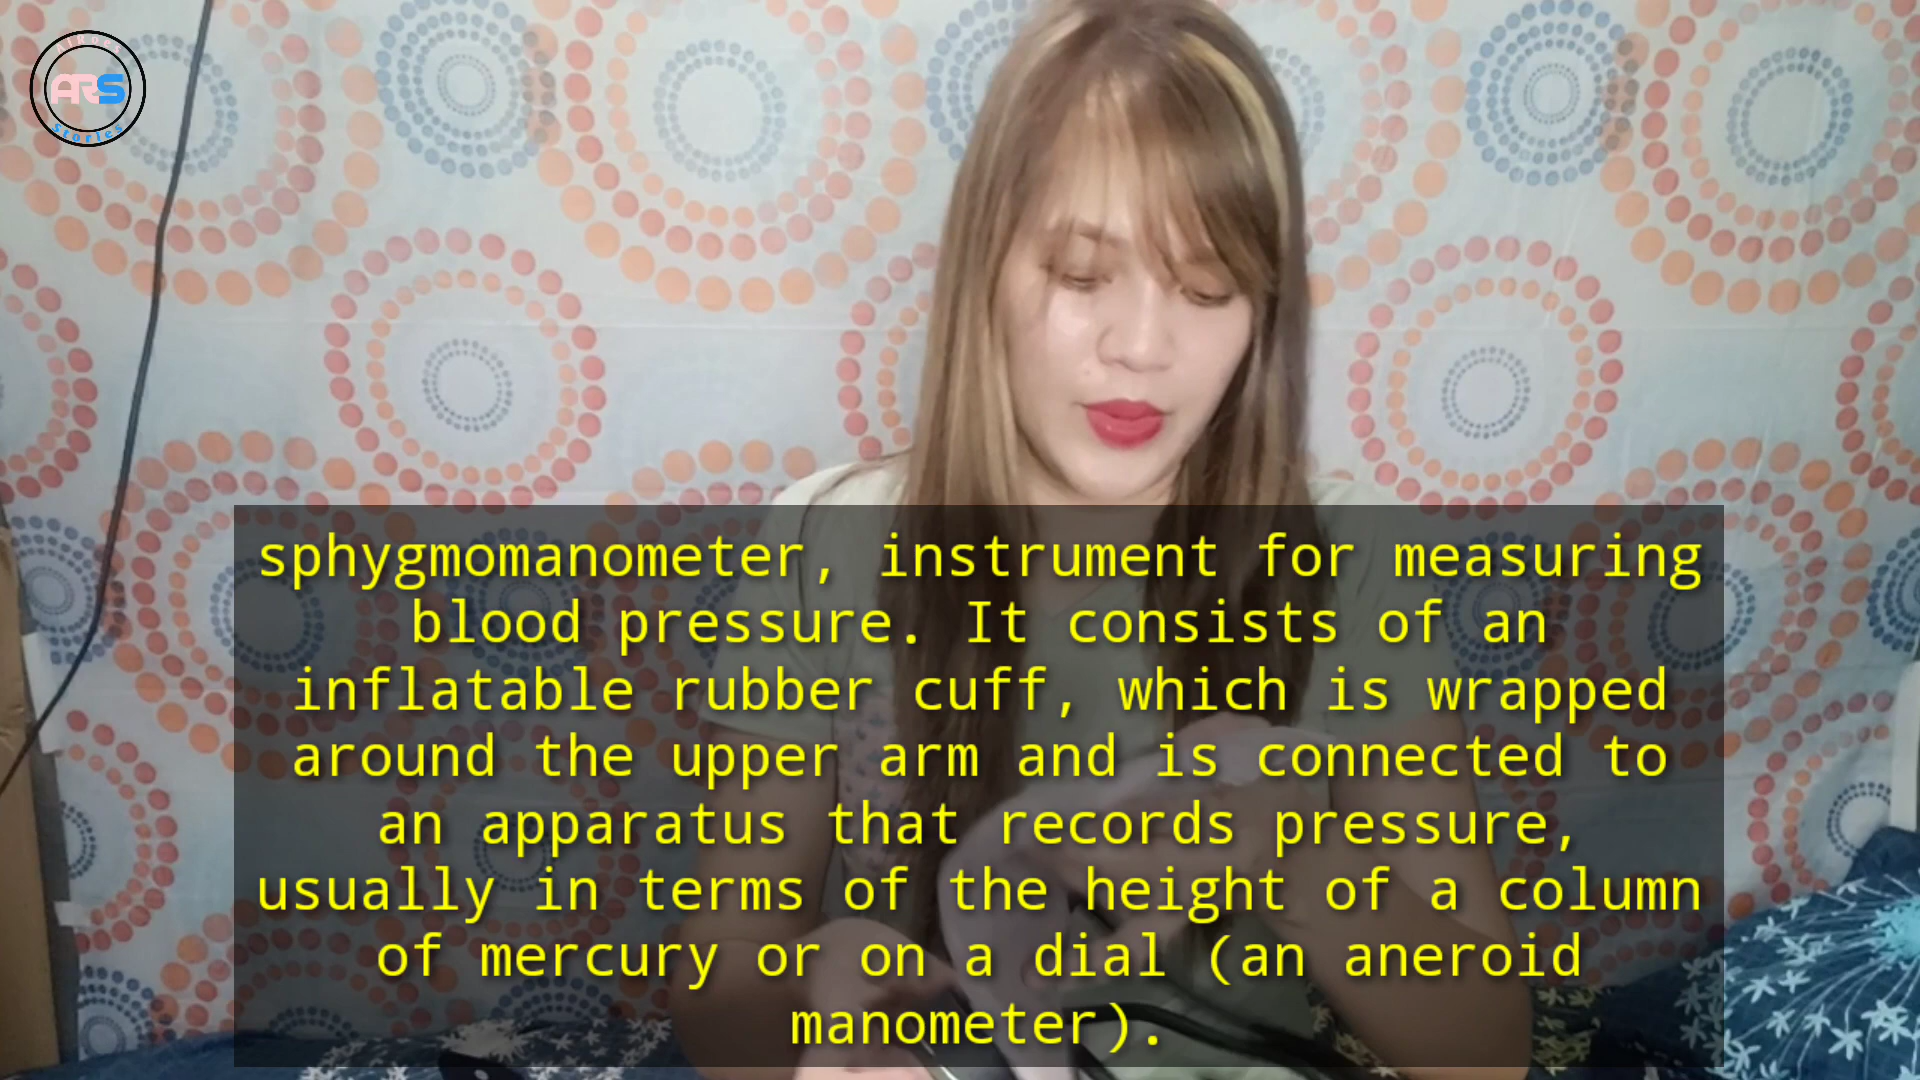 AiRoes
ARS
Stories
sphygmomanometer, instrument for measuring
blood pressure. It consists of an
inflatable rubber cuff, which is wrapped
around the upper arm and is connected to
an apparatus that records pressure,
usually in terms of the height of a column
of mercury or on a dial (an aneroid
manometer).